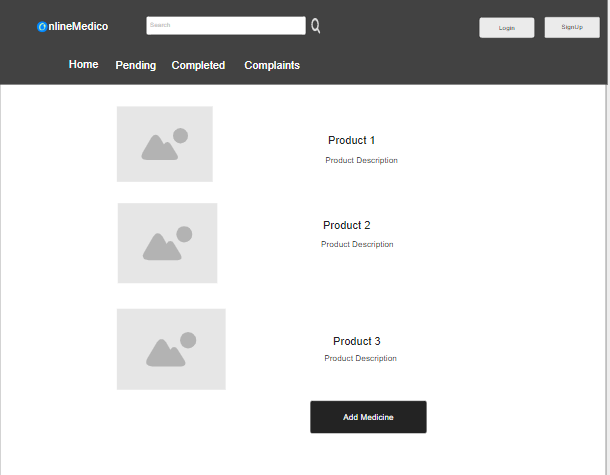 OnlineMedico
Search
Login
SignUp
Home Pending Completed Complaints
Product 1
Product Description
Product 2
Product Description
Product 3
Product Description
Add Medicine